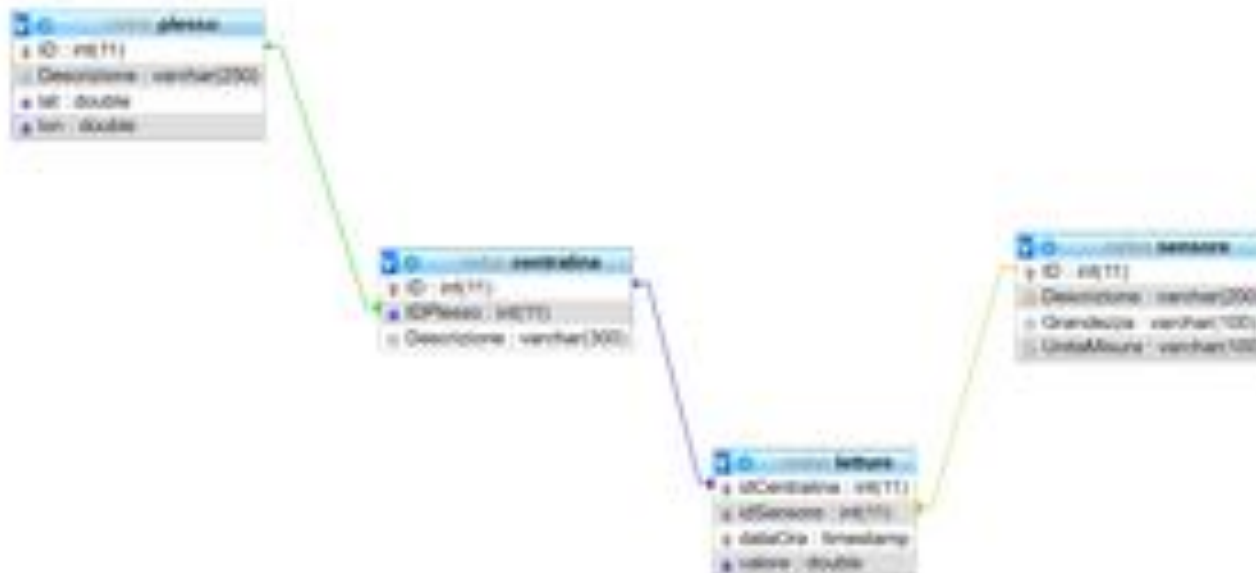 plesso
ID : int(11)
Descrizione : varchar(250)
lat : double
lon : double
centralina
ID : int(11)
IDPlesso : int(11)
Descrizione : varchar(300)
sensore
ID : int(11)
Descrizione : varchar(200
Grandezza : varchar(100)
UnitaMisura : varchar(100
letture
idCentralina : int(11)
idSensore : int(11)
dataOra : timestamp
valore : double